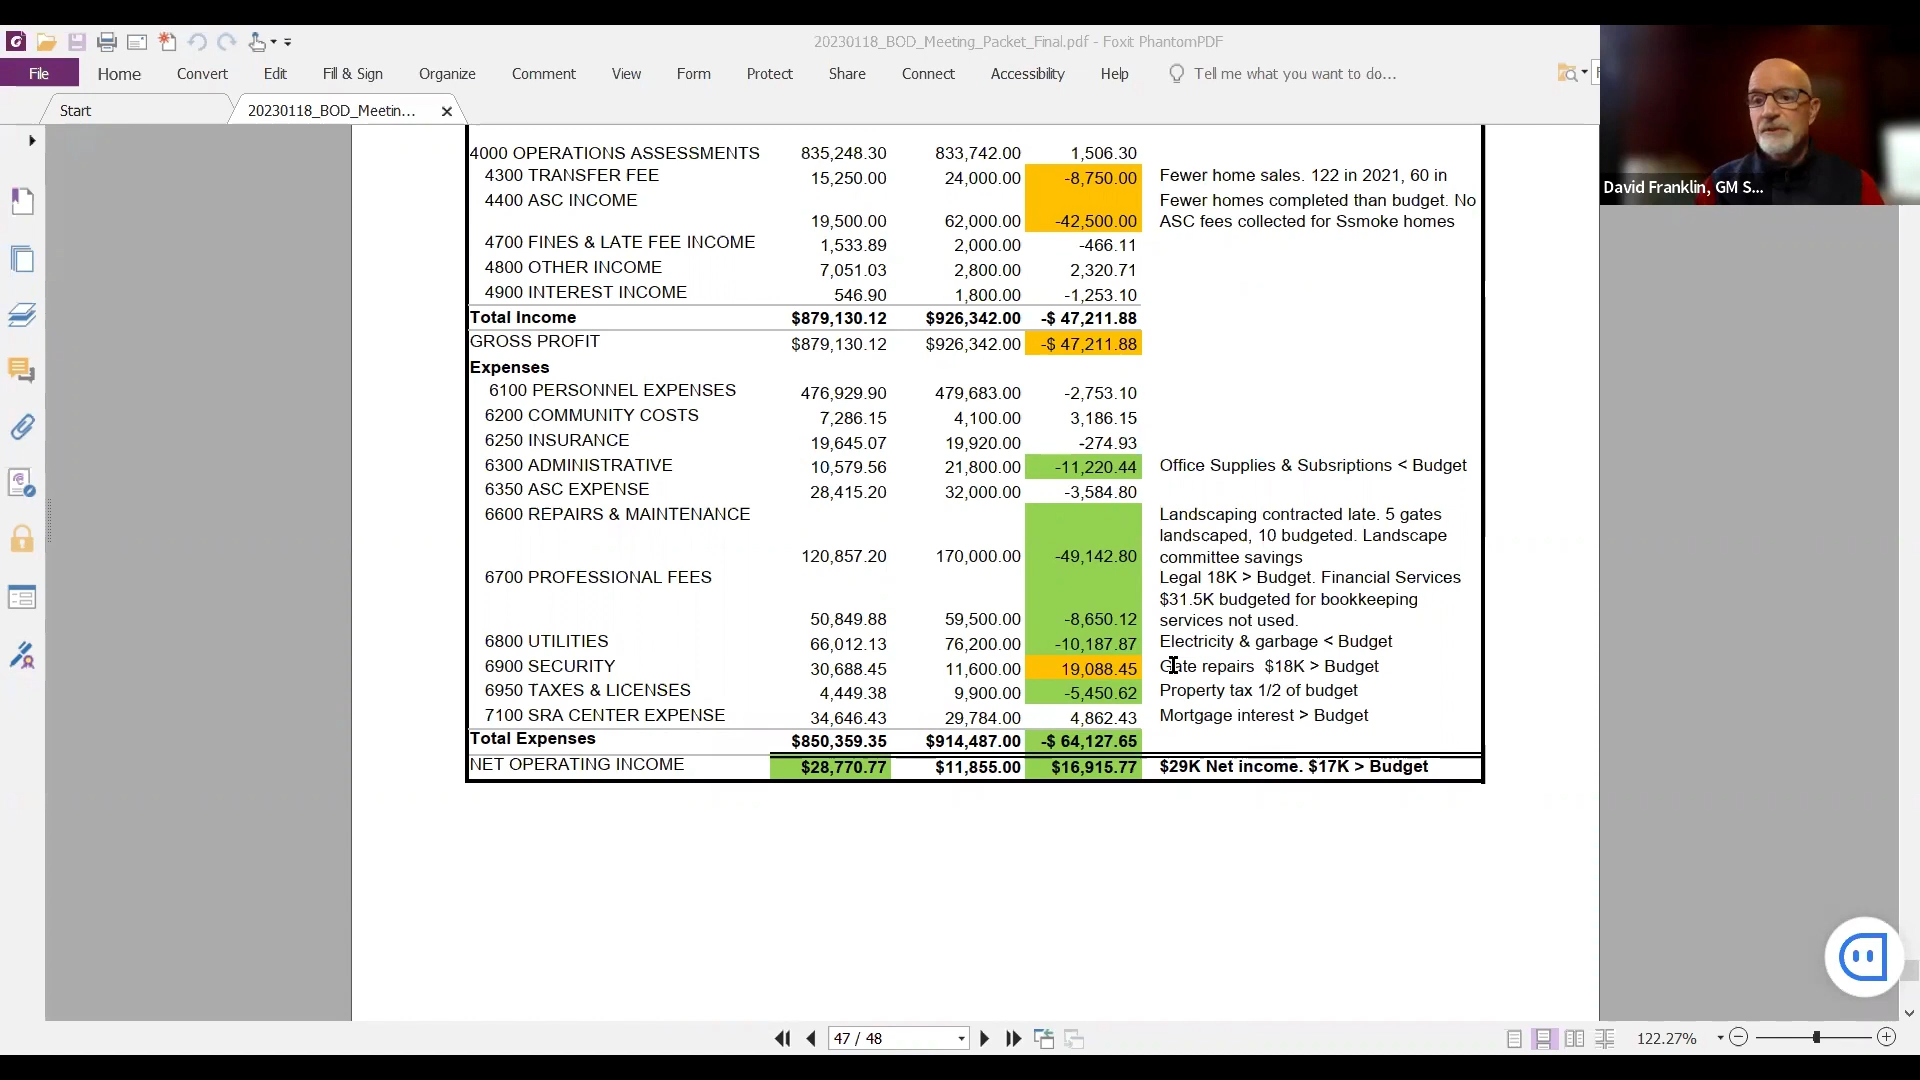 20230118_BOD_Meeting_Packet_Final.pdf - Foxit PhantomPDF
File Home Convert Edit Fill & Sign Organize Comment View Form Protect Share Connect Accessibility Help Tell me what you want to do...
Start 20230118_BOD_Meetin...
David Franklin, GM S...
4000 OPERATIONS ASSESSMENTS 835,248.30 833,742.00 1,506.30
4300 TRANSFER FEE 15,250.00 24,000.00 -8,750.00 Fewer home sales. 122 in 2021, 60 in
4400 ASC INCOME Fewer homes completed than budget. No
19,500.00 62,000.00 -42,500.00 ASC fees collected for Ssmoke homes
4700 FINES & LATE FEE INCOME 1,533.89 2,000.00 -466.11
4800 OTHER INCOME 7,051.03 2,800.00 2,320.71
4900 INTEREST INCOME 546.90 1,800.00 -1,253.10
Total Income $879,130.12 $926,342.00 -$ 47,211.88
GROSS PROFIT $879,130.12 $926,342.00 -$ 47,211.88
Expenses
6100 PERSONNEL EXPENSES 476,929.90 479,683.00 -2,753.10
6200 COMMUNITY COSTS 7,286.15 4,100.00 3,186.15
6250 INSURANCE 19,645.07 19,920.00 -274.93
6300 ADMINISTRATIVE 10,579.56 21,800.00 -11,220.44 Office Supplies & Subsriptions < Budget
6350 ASC EXPENSE 28,415.20 32,000.00 -3,584.80
6600 REPAIRS & MAINTENANCE Landscaping contracted late. 5 gates
landscaped, 10 budgeted. Landscape
120,857.20 170,000.00 -49,142.80 committee savings
6700 PROFESSIONAL FEES Legal 18K > Budget. Financial Services
$31.5K budgeted for bookkeeping
50,849.88 59,500.00 -8,650.12 services not used.
6800 UTILITIES 66,012.13 76,200.00 -10,187.87 Electricity & garbage < Budget
6900 SECURITY 30,688.45 11,600.00 19,088.45 Gate repairs $18K > Budget
6950 TAXES & LICENSES 4,449.38 9,900.00 -5,450.62 Property tax 1/2 of budget
7100 SRA CENTER EXPENSE 34,646.43 29,784.00 4,862.43 Mortgage interest > Budget
Total Expenses $850,359.35 $914,487.00 -$ 64,127.65
NET OPERATING INCOME $28,770.77 $11,855.00 $16,915.77 $29K Net income. $17K > Budget
47 / 48
122.27%